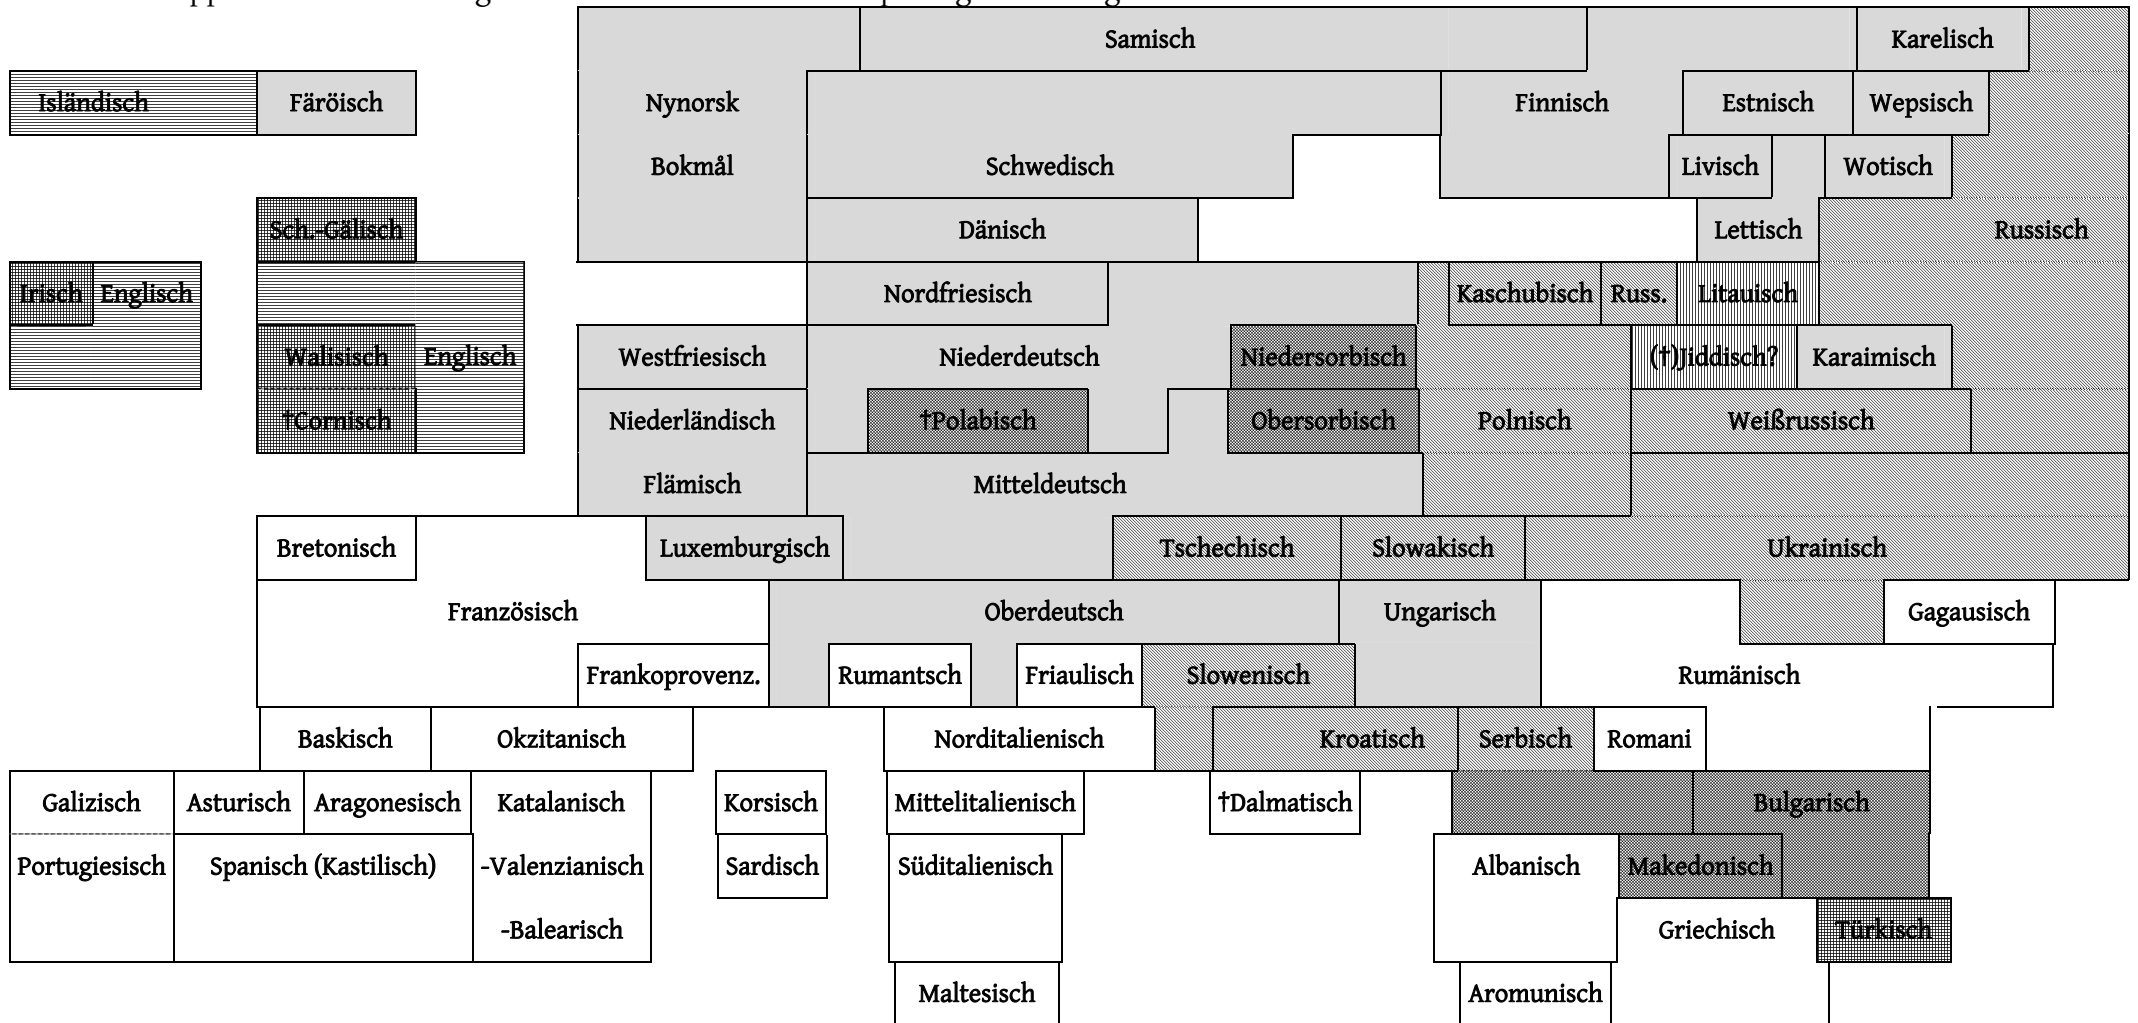 Samisch Karelisch
Isländisch Färöisch Nynorsk Finnisch Estnisch Wepsisch
Bokmål Schwedisch Livisch Wotisch
Sch.-Gälisch Dänisch Lettisch Russisch
Irisch Englisch Nordfriesisch Kaschubisch Russ. Litauisch
Walisisch Englisch Westfriesisch Niederdeutsch Niedersorbisch (†)Jiddisch? Karaimisch
†Cornisch Niederländisch †Polabisch Obersorbisch Polnisch Weißrussisch
Flämisch Mitteldeutsch
Bretonisch Luxemburgisch Tschechisch Slowakisch Ukrainisch
Französisch Oberdeutsch Ungarisch Gagausisch
Frankoprovenz. Rumantsch Friaulisch Slowenisch Rumänisch
Baskisch Okzitanisch Norditalienisch Kroatisch Serbisch Romani
Galizisch Asturisch Aragonesisch Katalanisch Korsisch Mittelitalienisch †Dalmatisch Bulgarisch
Portugiesisch Spanisch (Kastilisch) -Valenzianisch Sardisch Süditalienisch Albanisch Makedonisch
-Balearisch Griechisch Türkisch
Maltesisch Aromunisch